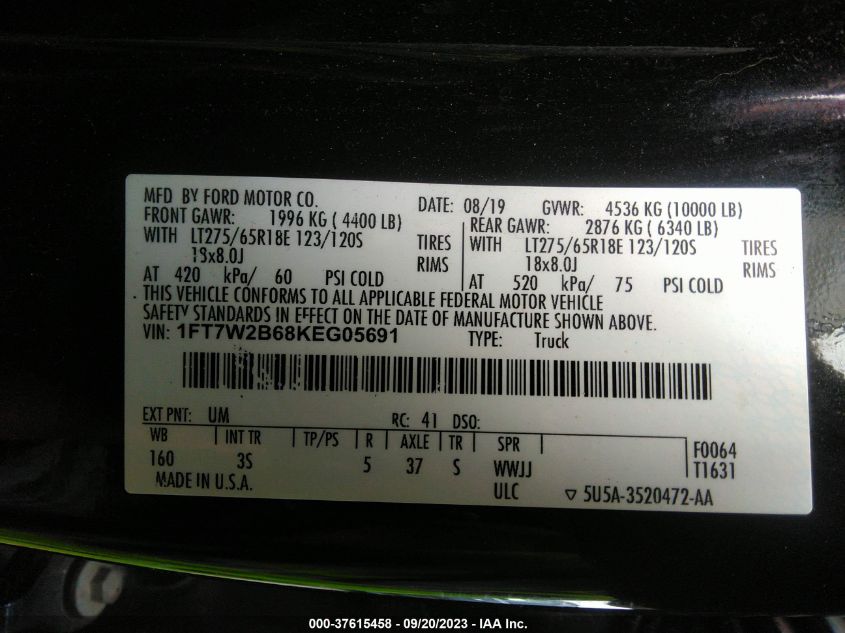 MFD BY FORD MOTOR CO.
DATE: 08/19 GVWR: 4536 KG (10000 LB)
FRONT GAWR: 1996 KG ( 4400 LB)
REAR GAWR: 2876 KG ( 6340 LB)
WITH LT275/65R18E 123/120S TIRES
WITH LT275/65R18E 123/120S TIRES
18x8.0J RIMS
18x8.0J RIMS
AT 420 kPa/ 60 PSI COLD
AT 520 kPa/ 75 PSI COLD
THIS VEHICLE CONFORMS TO ALL APPLICABLE FEDERAL MOTOR VEHICLE
SAFETY STANDARDS IN EFFECT ON THE DATE OF MANUFACTURE SHOWN ABOVE.
VIN: 1FT7W2B68KEG05691 TYPE: Truck
EXT PNT: UM RC: 41 DSO:
WB INT TR TP/PS R AXLE TR SPR F0064
160 3S 5 37 S WWJJ T1631
MADE IN U.S.A. ULC ▽ 5U5A-3520472-AA
000-37615458 - 09/20/2023 - IAA Inc.